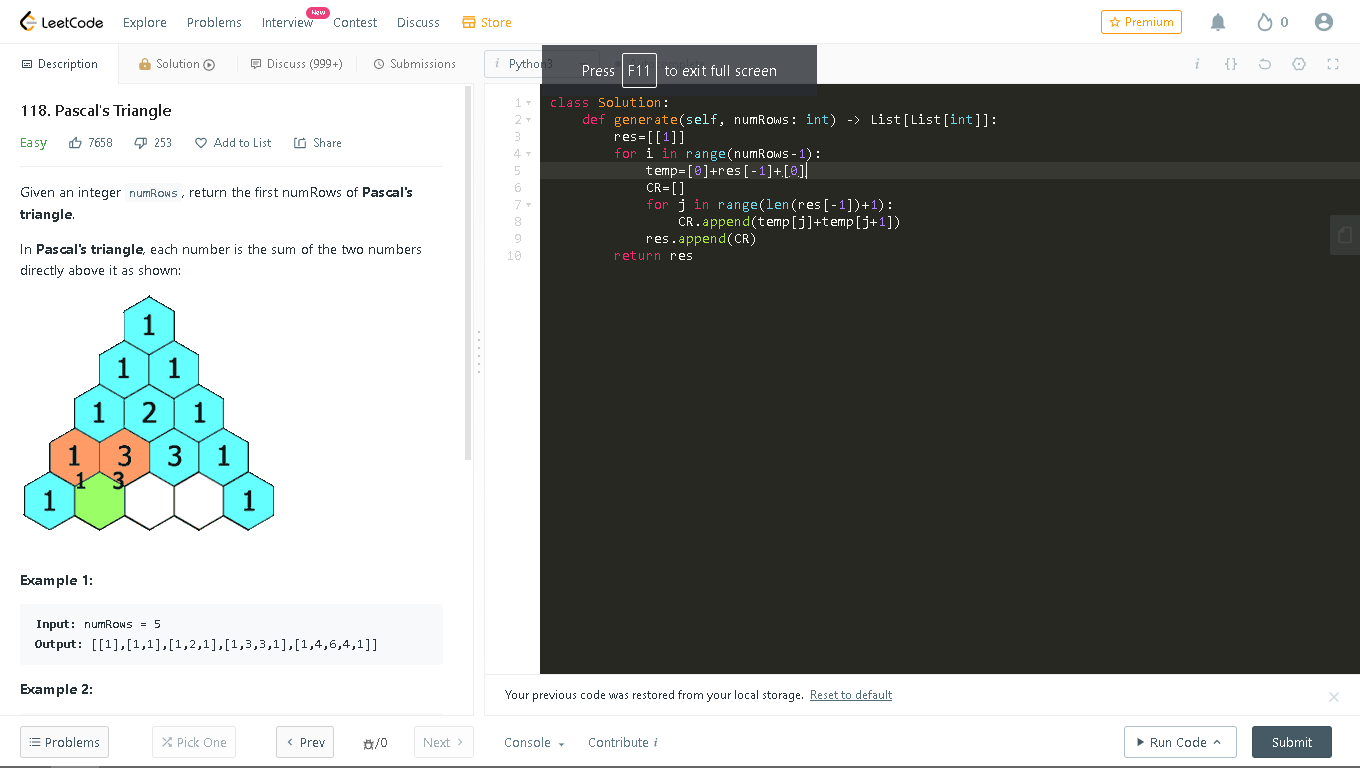 LeetCode Explore Problems Interview New Contest Discuss Store Premium 0
Description Solution Discuss (999+) Submissions
i Python3
Press F11 to exit full screen
118. Pascal's Triangle
Easy 7658 253 Add to List Share
Given an integer numRows, return the first numRows of Pascal's
triangle.
In Pascal's triangle, each number is the sum of the two numbers
directly above it as shown:
1
1 1
1 2 1
1 3 3 1
1 3
1 1
Example 1:
Input: numRows = 5
Output: [[1],[1,1],[1,2,1],[1,3,3,1],[1,4,6,4,1]]
Example 2:
1 class Solution:
2 def generate(self, numRows: int) -> List[List[int]]:
3 res=[[1]]
4 for i in range(numRows-1):
5 temp=[0]+res[-1]+[0]
6 CR=[]
7 for j in range(len(res[-1])+1):
8 CR.append(temp[j]+temp[j+1])
9 res.append(CR)
10 return res
Your previous code was restored from your local storage. Reset to default
Problems Pick One Prev /0 Next Console Contribute i Run Code Submit